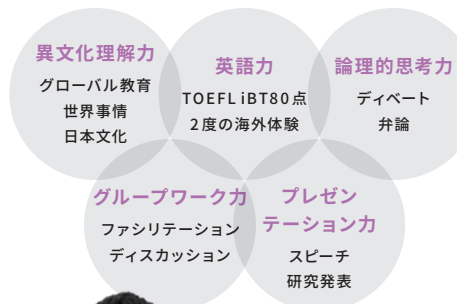 異文化理解力
グローバル教育
世界事情
日本文化
英語力
TOEFL iBT80点
2度の海外体験
論理的思考力
ディベート
弁論
グループワーク力
ファシリテーション
ディスカッション
プレゼン
テーション力
スピーチ
研究発表